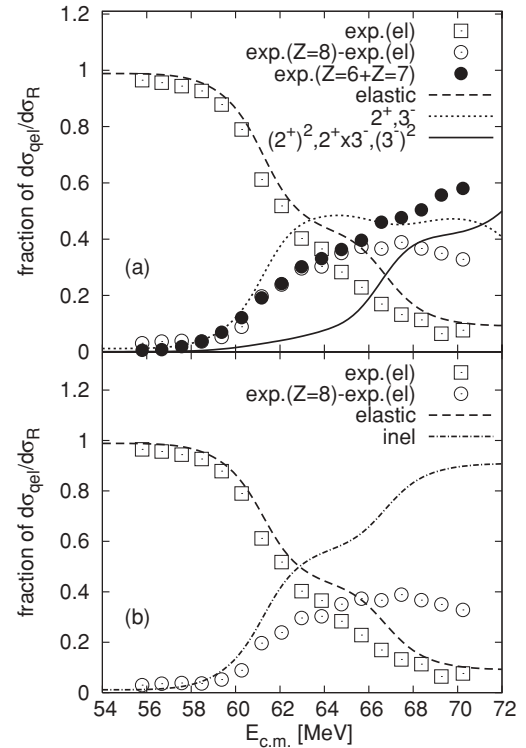 exp.(el)
exp.(Z=8)-exp.(el)
exp.(Z=6+Z=7)
elastic
2⁺,3⁻
(2⁺)²,2⁺x3⁻,(3⁻)²
fraction of dσqel/dσR
1.2
1
0.8
0.6
0.4
0.2
0
(a)
exp.(el)
exp.(Z=8)-exp.(el)
elastic
inel
fraction of dσqel/dσR
1.2
1
0.8
0.6
0.4
0.2
0
(b)
54 56 58 60 62 64 66 68 70 72
Ec.m. [MeV]